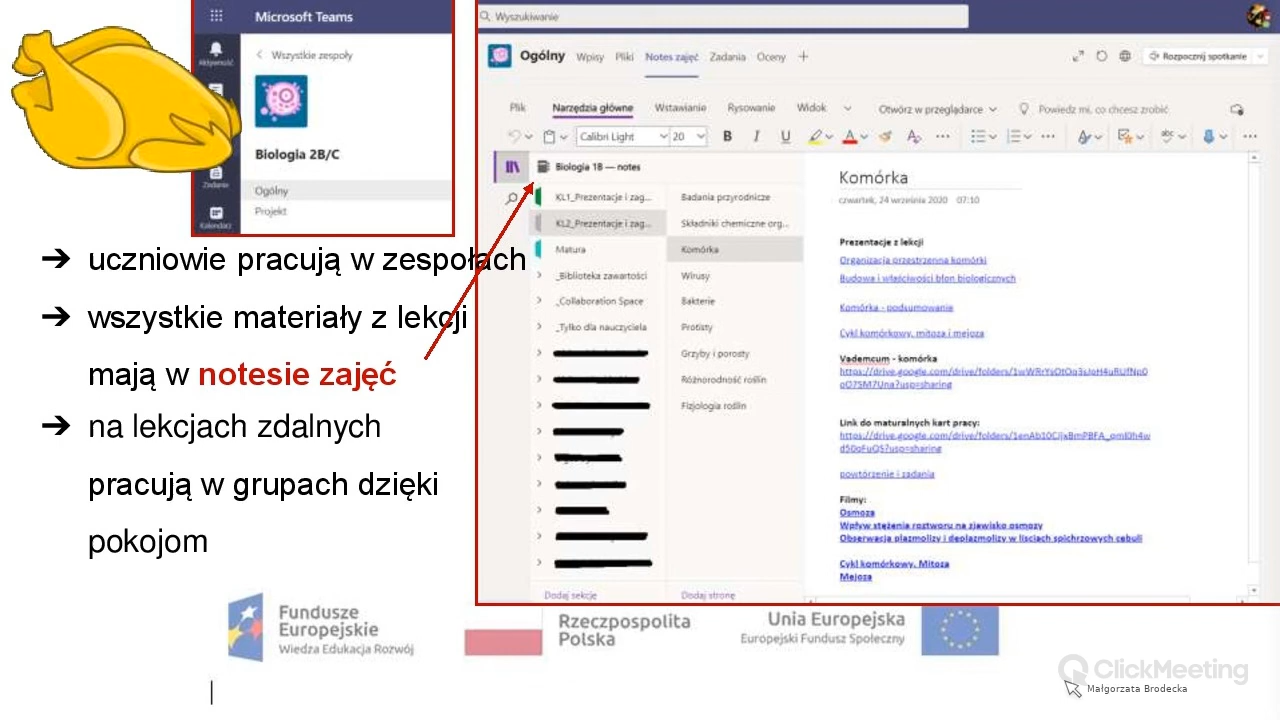 Microsoft Teams
Wszystkie zespoły
Aktywność
Biologia 2B/C
Zadania
Ogólny
Kalendarz
Projekt
➔ uczniowie pracują w zespołach
➔ wszystkie materiały z lekcji
mają w notesie zajęć
➔ na lekcjach zdalnych
pracują w grupach dzięki
pokojom
Wyszukiwanie
Ogólny Wpisy Pliki Notes zajęć Zadania Oceny +
Rozpocznij spotkanie
Plik Narzędzia główne Wstawianie Rysowanie Widok Otwórz w przeglądarce Powiedz mi, co chcesz zrobić
Calibri Light 20 B I U
Biologia 1B — notes
KL1_Prezentacje i zag... Badania przyrodnicze
KL2_Prezentacje i zag... Składniki chemiczne org...
Matura Komórka
_Biblioteka zawartości Wirusy
_Collaboration Space Bakterie
_Tylko dla nauczyciela Protisty
Grzyby i porosty
Różnorodność roślin
Fizjologia roślin
Dodaj sekcję Dodaj stronę
Komórka
czwartek, 24 września 2020 07:10
Prezentacje z lekcji
Organizacja przestrzenna komórki
Budowa i właściwości błon biologicznych
Komórka - podsumowanie
Cykl komórkowy, mitoza i mejoza
Vademcum - komórka
Link do maturalnych kart pracy:
powtórzenie i zadania
Filmy:
Osmoza
Wpływ stężenia roztworu na zjawisko osmozy
Obserwacja plazmolizy i deplazmolizy w liściach spichrzowych cebuli
Cykl komórkowy, Mitoza
Mejoza
Fundusze
Europejskie
Wiedza Edukacja Rozwój
Rzeczpospolita
Polska
Unia Europejska
Europejski Fundusz Społeczny
ClickMeeting
Małgorzata Brodecka